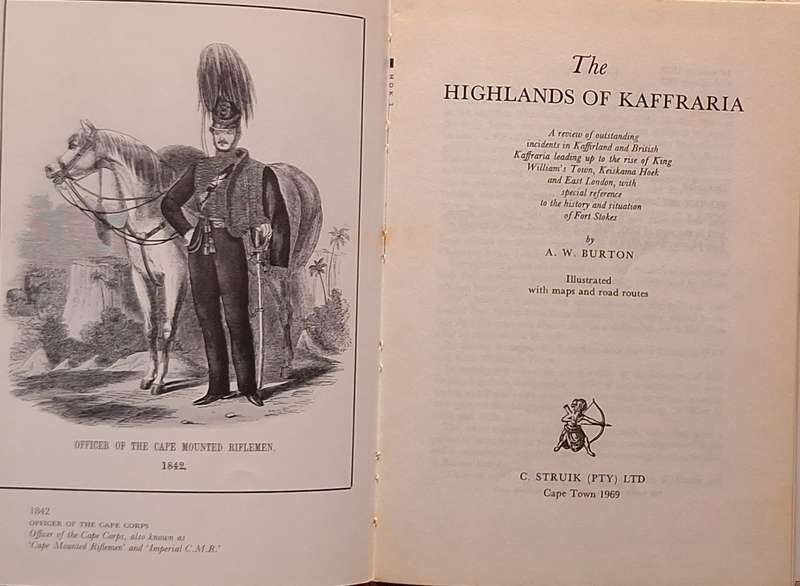 OFFICER OF THE CAPE MOUNTED RIFLEMEN.
1842.
1842
OFFICER OF THE CAPE CORPS
Officer of the Cape Corps, also known as
'Cape Mounted Riflemen' and 'Imperial C.M.R.'
The
HIGHLANDS OF KAFFRARIA
A review of outstanding
incidents in Kaffirland and British
Kaffraria leading up to the rise of King
William's Town, Keiskama Hoek
and East London, with
special reference
to the history and situation
of Fort Stokes
by
A. W. BURTON
Illustrated
with maps and road routes
C. STRUIK (PTY) LTD
Cape Town 1969